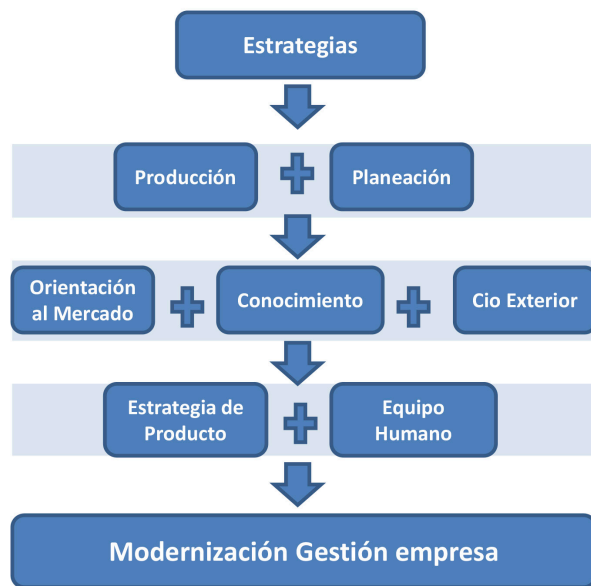 Estrategias
Producción
Planeación
Orientación
al Mercado
Conocimiento
Cio Exterior
Estrategia de
Producto
Equipo
Humano
Modernización Gestión empresa